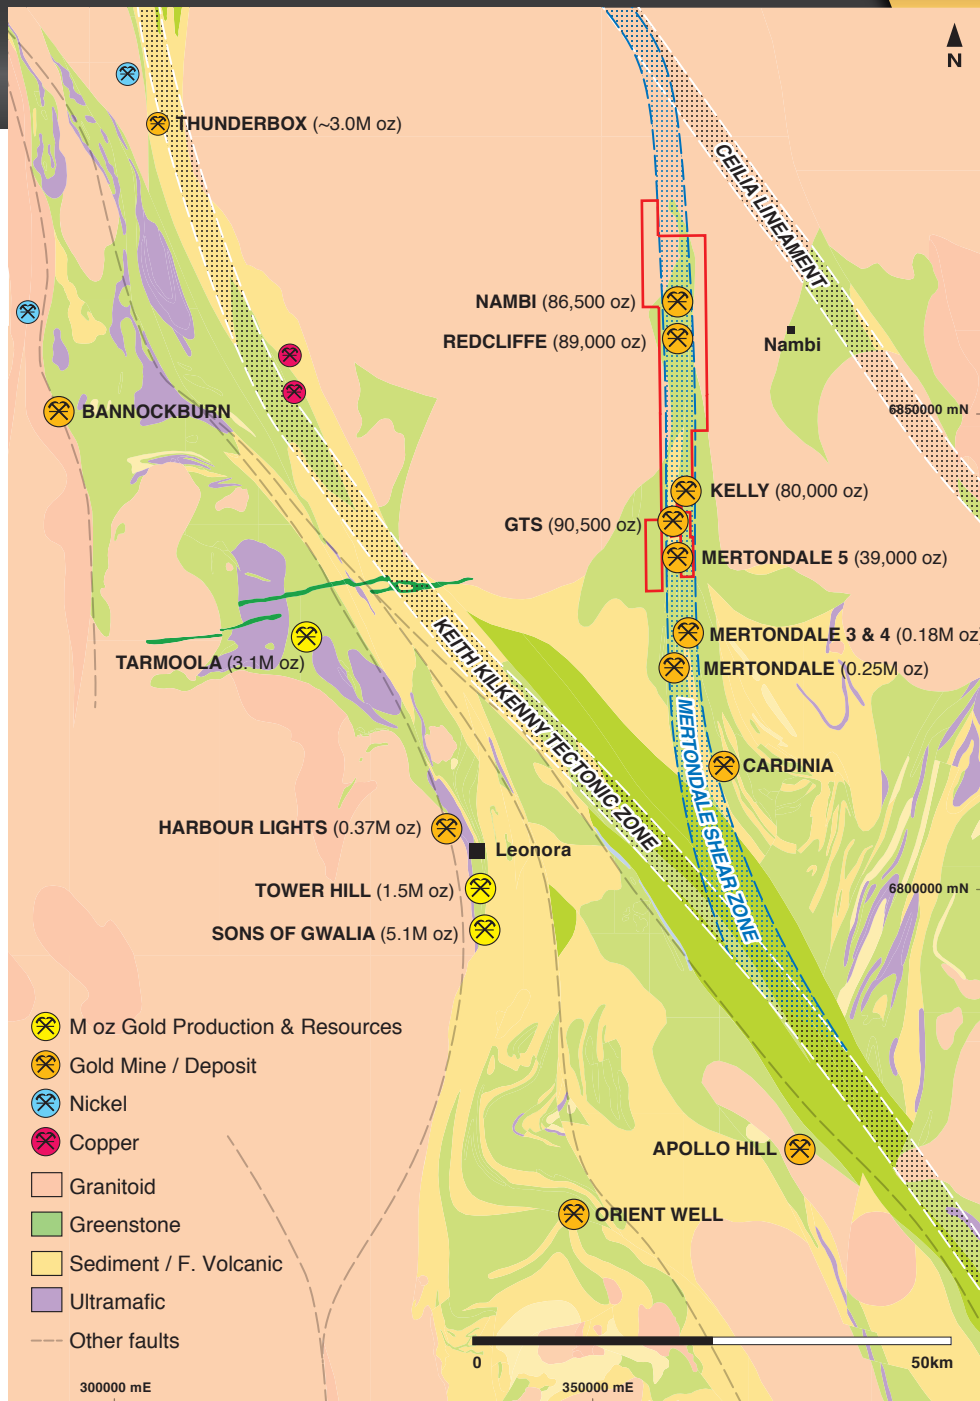 N
THUNDERBOX (~3.0M oz)
CEILIA LINEAMENT
NAMBI (86,500 oz)
REDCLIFFE (89,000 oz)
Nambi
BANNOCKBURN
6850000 mN
KELLY (80,000 oz)
GTS (90,500 oz)
MERTONDALE 5 (39,000 oz)
MERTONDALE 3 & 4 (0.18M oz
TARMOOLA (3.1M oz)
MERTONDALE (0.25M oz)
KEITH KILKENNY TECTONIC ZONE
MERTONDALE SHEAR ZONE
CARDINIA
HARBOUR LIGHTS (0.37M oz)
Leonora
TOWER HILL (1.5M oz)
6800000 mN
SONS OF GWALIA (5.1M oz)
M oz Gold Production & Resources
Gold Mine / Deposit
Nickel
Copper
APOLLO HILL
Granitoid
ORIENT WELL
Greenstone
Sediment / F. Volcanic
Ultramafic
Other faults
0 50km
300000 mE 350000 mE